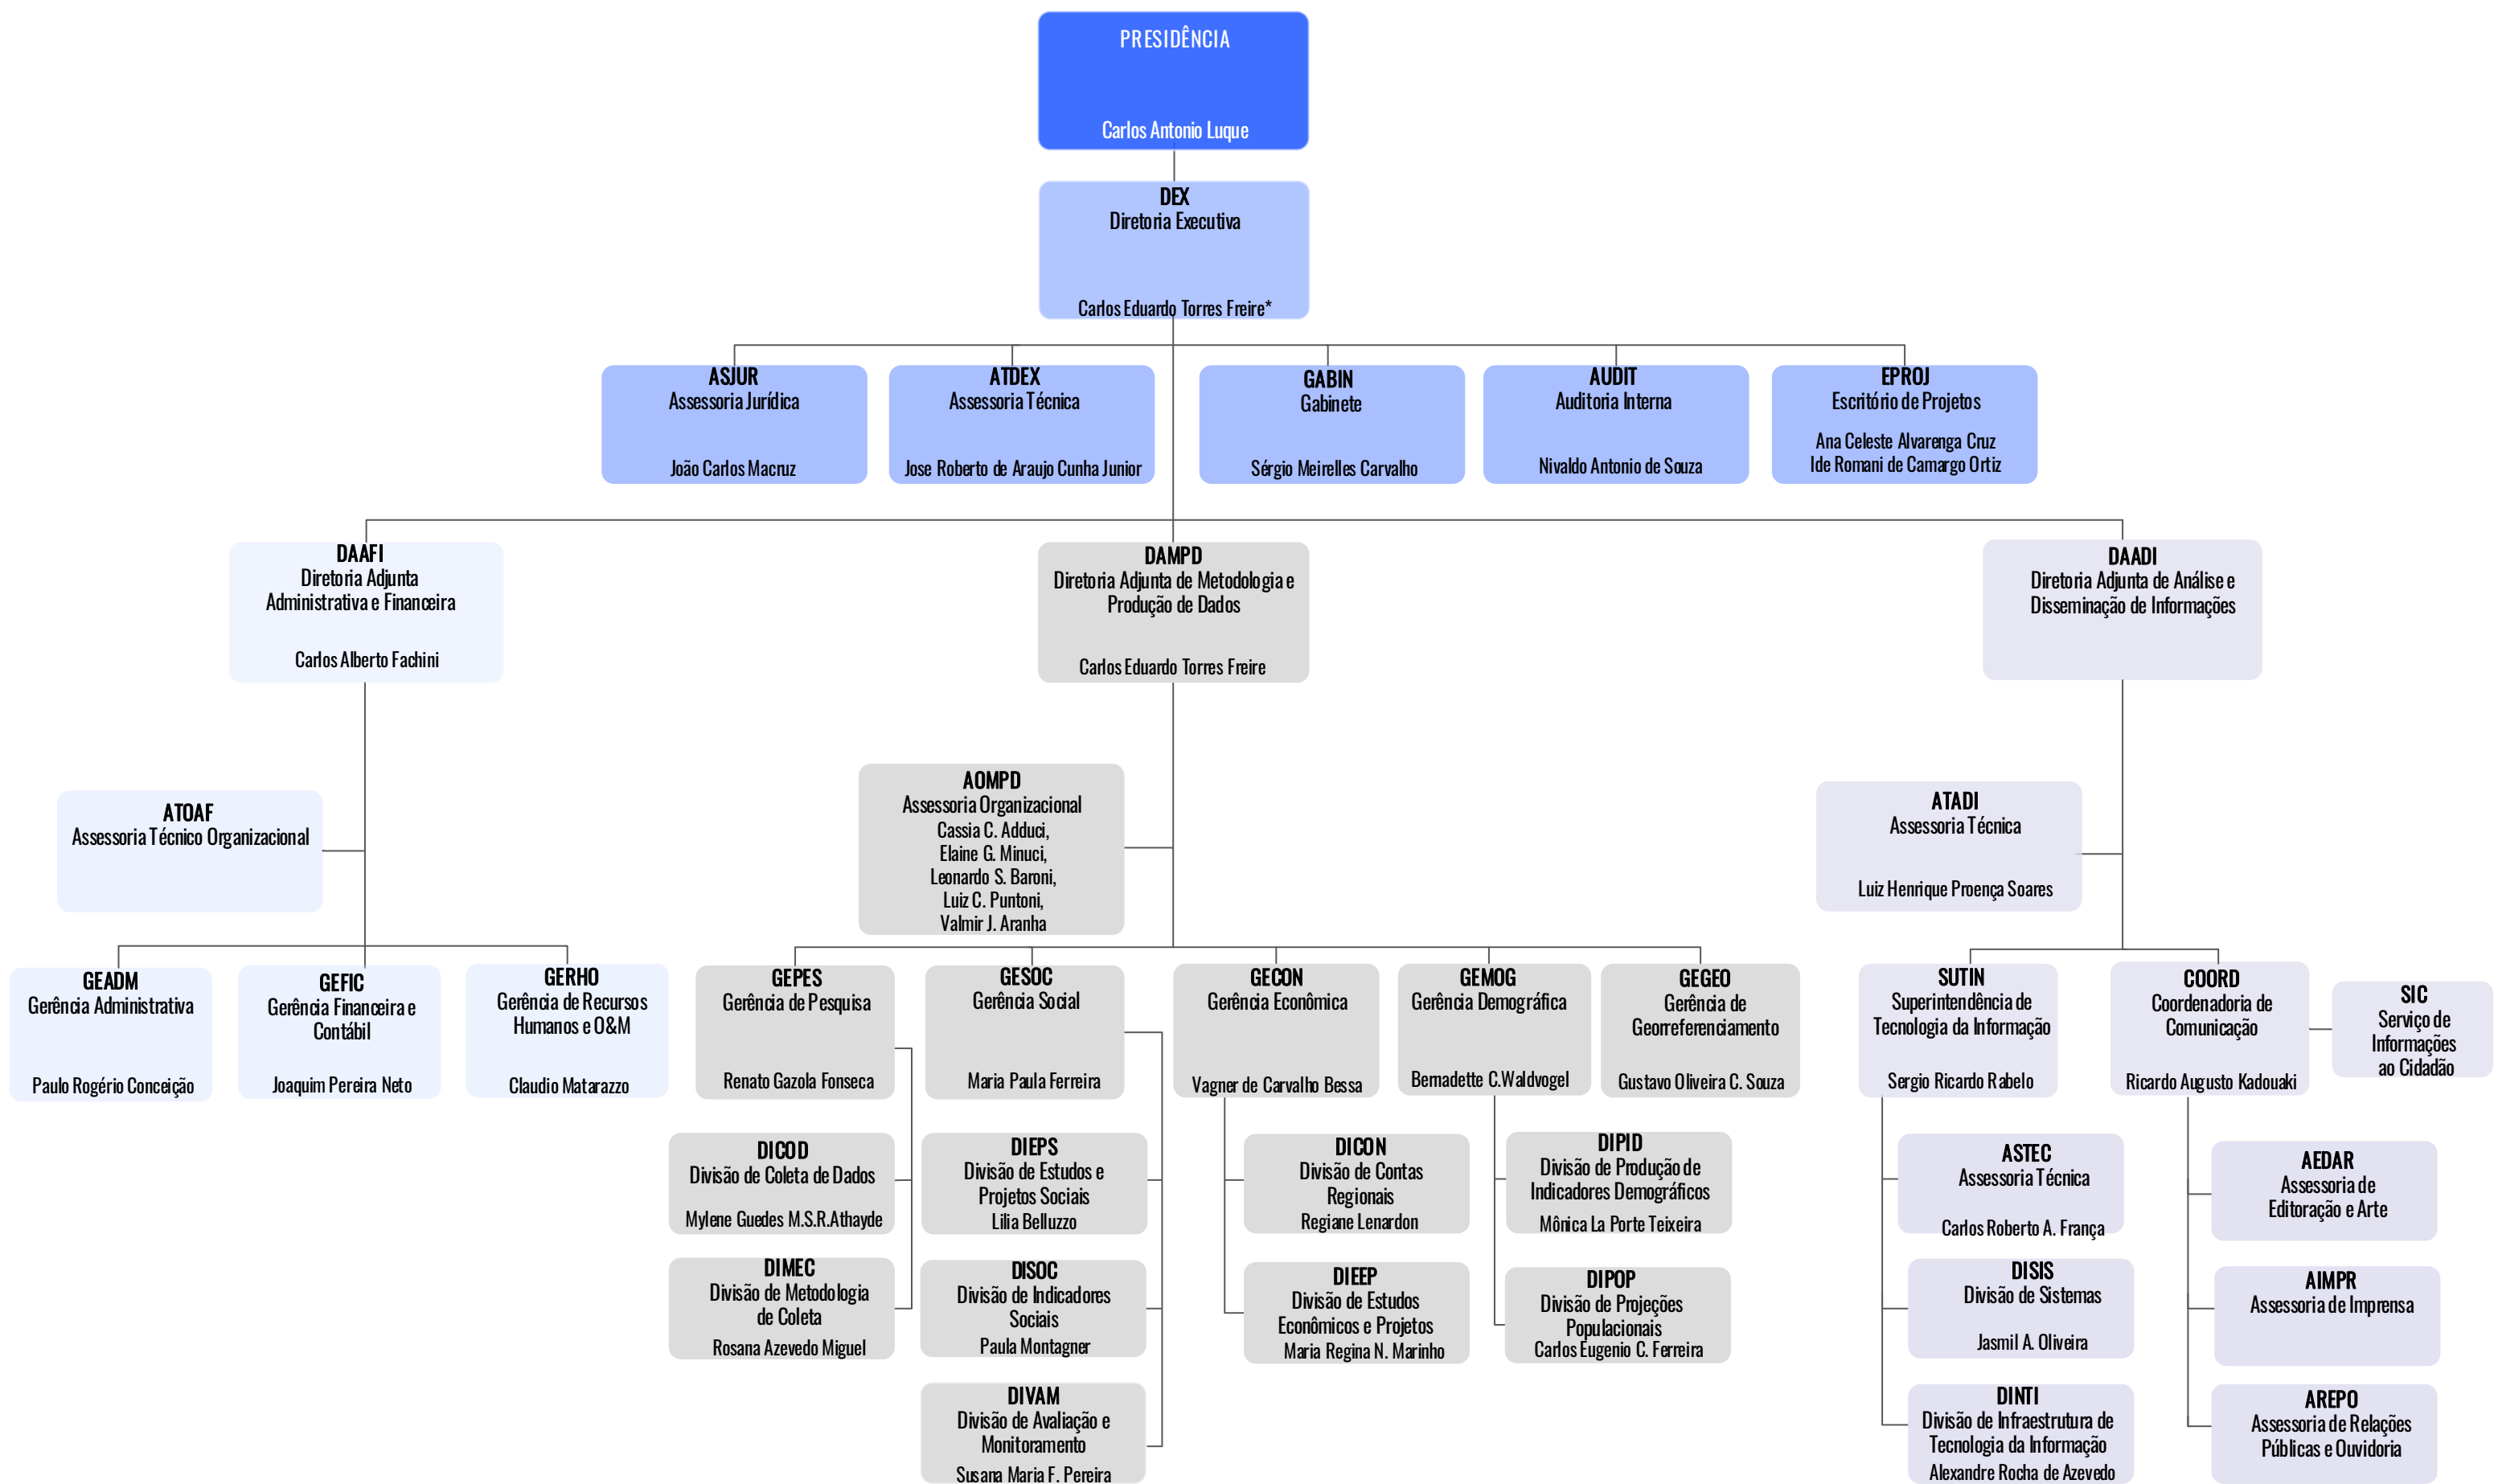 PRESIDÊNCIA
Carlos Antonio Luque
DEX
Diretoria Executiva
Carlos Eduardo Torres Freire*
ASJUR
Assessoria Jurídica
João Carlos Macruz
ATDEX
Assessoria Técnica
Jose Roberto de Araujo Cunha Junior
GABIN
Gabinete
Sérgio Meirelles Carvalho
AUDIT
Auditoria Interna
Nivaldo Antonio de Souza
EPROJ
Escritório de Projetos
Ana Celeste Alvarenga Cruz
Ide Romani de Camargo Ortiz
DAAFI
Diretoria Adjunta
Administrativa e Financeira
Carlos Alberto Fachini
DAMPD
Diretoria Adjunta de Metodologia e
Produção de Dados
Carlos Eduardo Torres Freire
DAADI
Diretoria Adjunta de Análise e
Disseminação de Informações
ATOAF
Assessoria Técnico Organizacional
AOMPD
Assessoria Organizacional
Cassia C. Adduci,
Elaine G. Minuci,
Leonardo S. Baroni,
Luiz C. Puntoni,
Valmir J. Aranha
ATADI
Assessoria Técnica
Luiz Henrique Proença Soares
GEADM
Gerência Administrativa
Paulo Rogério Conceição
GEFIC
Gerência Financeira e
Contábil
Joaquim Pereira Neto
GERHO
Gerência de Recursos
Humanos e O&M
Claudio Matarazzo
GEPES
Gerência de Pesquisa
Renato Gazola Fonseca
GESOC
Gerência Social
Maria Paula Ferreira
GECON
Gerência Econômica
Vagner de Carvalho Bessa
GEMOG
Gerência Demográfica
Bernadette C.Waldvogel
GEGEO
Gerência de
Georreferenciamento
Gustavo Oliveira C. Souza
SUTIN
Superintendência de
Tecnologia da Informação
Sergio Ricardo Rabelo
COORD
Coordenadoria de
Comunicação
Ricardo Augusto Kadouaki
SIC
Serviço de
Informações
ao Cidadão
DICOD
Divisão de Coleta de Dados
Mylene Guedes M.S.R.Athayde
DIEPS
Divisão de Estudos e
Projetos Sociais
Lilia Belluzzo
DICON
Divisão de Contas
Regionais
Regiane Lenardon
DIPID
Divisão de Produção de
Indicadores Demográficos
Mônica La Porte Teixeira
ASTEC
Assessoria Técnica
Carlos Roberto A. França
AEDAR
Assessoria de
Editoração e Arte
DIMEC
Divisão de Metodologia
de Coleta
Rosana Azevedo Miguel
DISOC
Divisão de Indicadores
Sociais
Paula Montagner
DIEEP
Divisão de Estudos
Econômicos e Projetos
Maria Regina N. Marinho
DIPOP
Divisão de Projeções
Populacionais
Carlos Eugenio C. Ferreira
DISIS
Divisão de Sistemas
Jasmil A. Oliveira
AIMPR
Assessoria de Imprensa
DIVAM
Divisão de Avaliação e
Monitoramento
Susana Maria F. Pereira
DINTI
Divisão de Infraestrutura de
Tecnologia da Informação
Alexandre Rocha de Azevedo
AREPO
Assessoria de Relações
Públicas e Ouvidoria